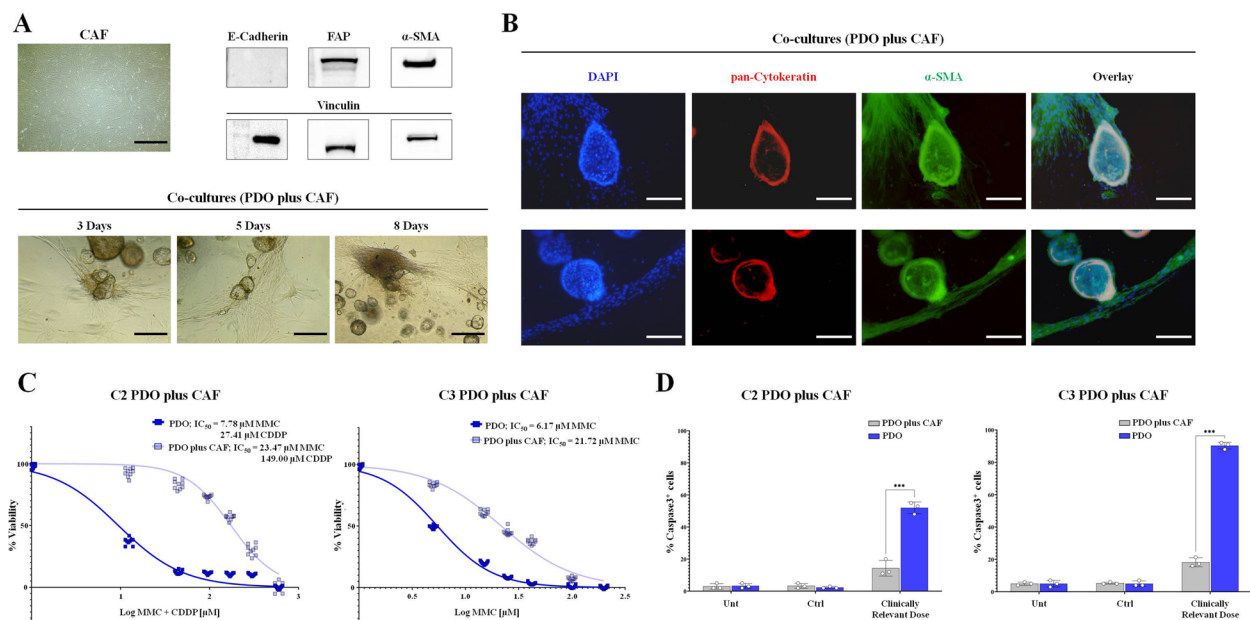 A
CAF
E-Cadherin
FAP
α-SMA
Vinculin
Co-cultures (PDO plus CAF)
3 Days
5 Days
8 Days
B
Co-cultures (PDO plus CAF)
DAPI
pan-Cytokeratin
α-SMA
Overlay
C
C2 PDO plus CAF
PDO; IC50 = 7.78 µM MMC
27.41 µM CDDP
PDO plus CAF; IC50 = 23.47 µM MMC
149.00 µM CDDP
% Viability
100
50
0
1
2
3
Log MMC + CDDP [µM]
C3 PDO plus CAF
PDO; IC50 = 6.17 µM MMC
PDO plus CAF; IC50 = 21.72 µM MMC
% Viability
100
50
0
0.5
1.0
1.5
2.0
2.5
Log MMC [µM]
D
C2 PDO plus CAF
PDO plus CAF
PDO
% Caspase3+ cells
100
80
60
40
20
0
***
Unt
Ctrl
Clinically
Relevant Dose
C3 PDO plus CAF
PDO plus CAF
PDO
% Caspase3+ cells
100
80
60
40
20
0
***
Unt
Ctrl
Clinically
Relevant Dose